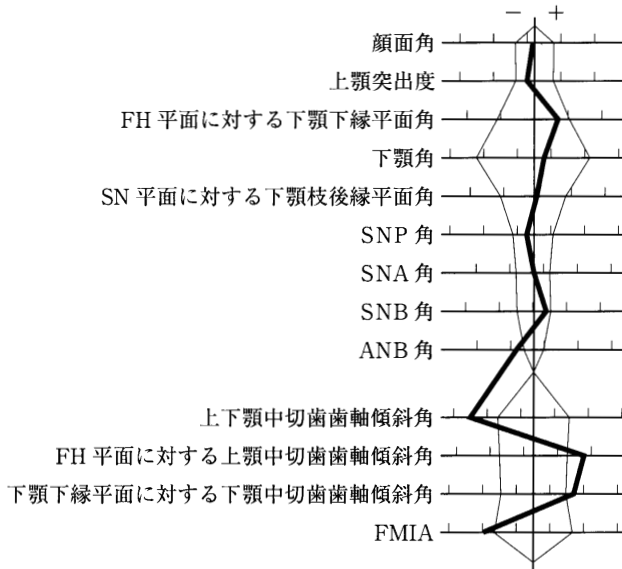 − +
顔面角
上顎突出度
FH 平面に対する下顎下縁平面角
下顎角
SN 平面に対する下顎枝後縁平面角
SNP 角
SNA 角
SNB 角
ANB 角
上下顎中切歯歯軸傾斜角
FH 平面に対する上顎中切歯歯軸傾斜角
下顎下縁平面に対する下顎中切歯歯軸傾斜角
FMIA